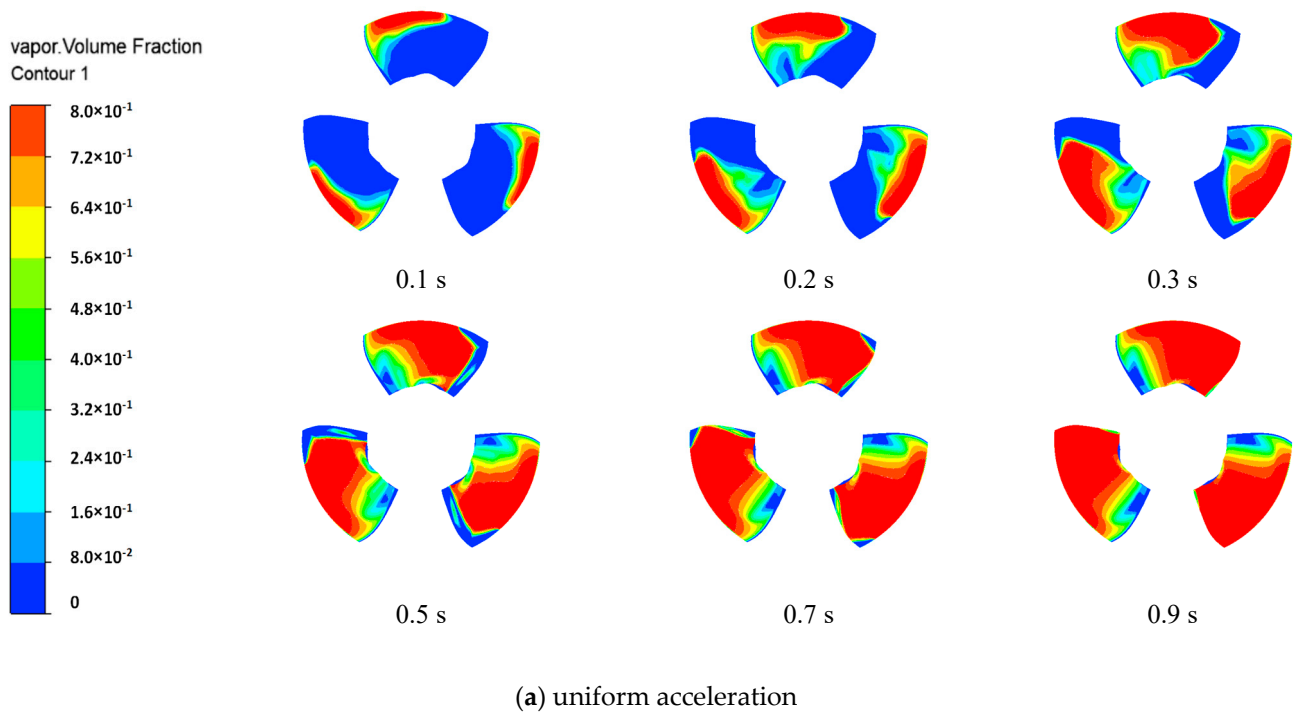 vapor.Volume Fraction
Contour 1
8.0×10⁻¹
7.2×10⁻¹
6.4×10⁻¹
5.6×10⁻¹
4.8×10⁻¹
4.0×10⁻¹
3.2×10⁻¹
2.4×10⁻¹
1.6×10⁻¹
8.0×10⁻²
0
0.1 s
0.2 s
0.3 s
0.5 s
0.7 s
0.9 s
(a) uniform acceleration